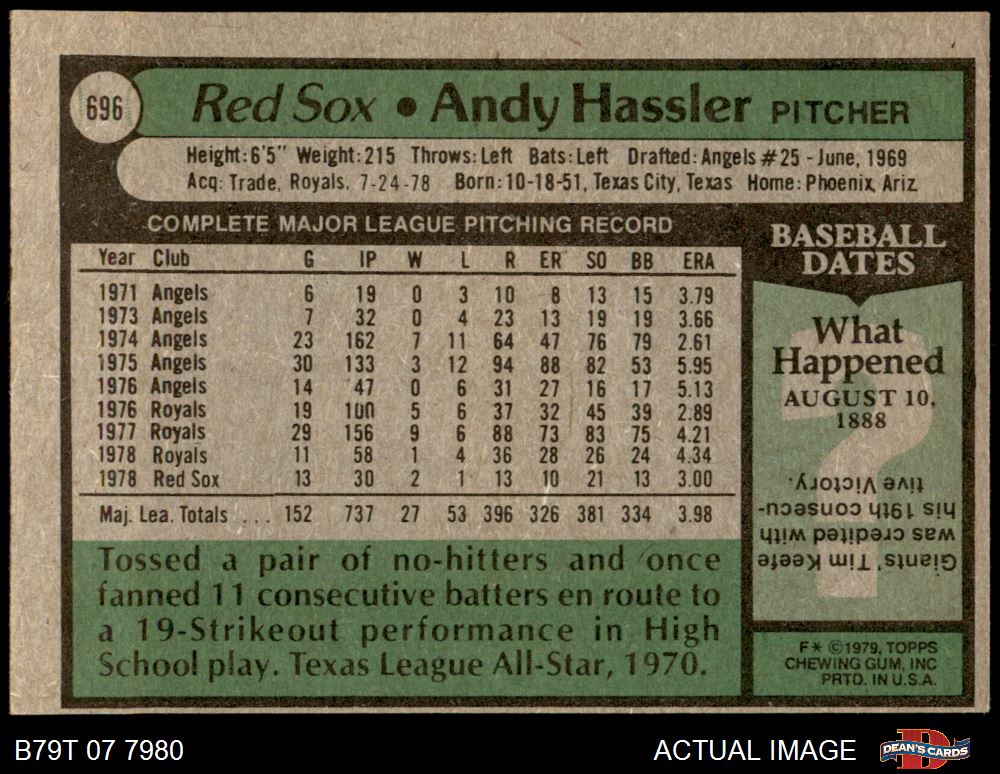 696
Red Sox • Andy Hassler PITCHER
Height: 6'5" Weight: 215 Throws: Left Bats: Left Drafted: Angels #25 - June, 1969
Acq: Trade, Royals, 7-24-78 Born: 10-18-51, Texas City, Texas Home: Phoenix, Ariz.
COMPLETE MAJOR LEAGUE PITCHING RECORD
Year Club G IP W L R ER SO BB ERA
1971 Angels 6 19 0 3 10 8 13 15 3.79
1973 Angels 7 32 0 4 23 13 19 19 3.66
1974 Angels 23 162 7 11 64 47 76 79 2.61
1975 Angels 30 133 3 12 94 88 82 53 5.95
1976 Angels 14 47 0 6 31 27 16 17 5.13
1976 Royals 19 100 5 6 37 32 45 39 2.89
1977 Royals 29 156 9 6 88 73 83 75 4.21
1978 Royals 11 58 1 4 36 28 26 24 4.34
1978 Red Sox 13 30 2 1 13 10 21 13 3.00
Maj. Lea. Totals ... 152 737 27 53 396 326 381 334 3.98
Tossed a pair of no-hitters and once
fanned 11 consecutive batters en route to
a 19-Strikeout performance in High
School play. Texas League All-Star, 1970.
BASEBALL
DATES
What
Happened
AUGUST 10,
1888
?
Giants' Tim Keefe
was credited with
his 19th consecu-
tive Victory.
F* ©1979, TOPPS
CHEWING GUM, INC
PRTD. IN U.S.A.
B79T 07 7980
ACTUAL IMAGE
DEAN'S CARDS